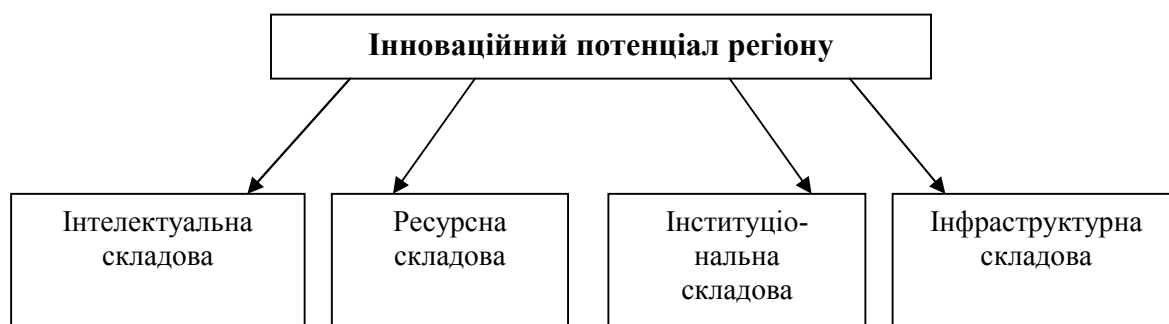 Інноваційний потенціал регіону
Інтелектуальна
складова
Ресурсна
складова
Інституціо-
нальна
складова
Інфраструктурна
складова